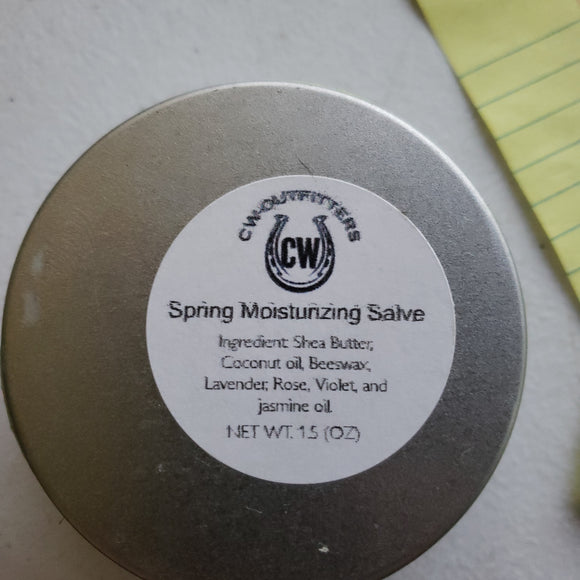 CW-OUTFITTERS
CW
Spring Moisturizing Salve
Ingredient: Shea Butter,
Coconut oil, Beeswax,
Lavender, Rose, Violet, and
jasmine oil.
NET WT. 1.5 (OZ)